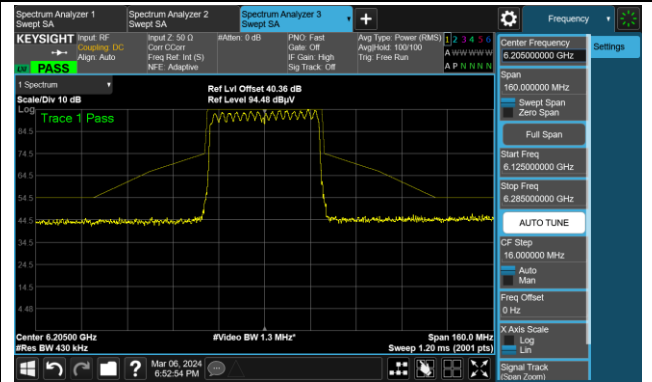 Spectrum Analyzer 1
Swept SA
Spectrum Analyzer 2
Swept SA
Spectrum Analyzer 3
Swept SA
Frequency
KEYSIGHT
Input: RF
Coupling: DC
Align: Auto
Input Z: 50 Ω
Corr CCorr
Freq Ref: Int (S)
NFE: Adaptive
#Atten: 0 dB
PNO: Fast
Gate: Off
IF Gain: High
Sig Track: Off
Avg Type: Power (RMS)
Avg|Hold: 100/100
Trig: Free Run
1 2 3 4 5 6
A W W W W W
A P N N N N
PASS
Center Frequency
6.205000000 GHz
Settings
Span
160.000000 MHz
Swept Span
Zero Span
Full Span
Start Freq
6.125000000 GHz
Stop Freq
6.285000000 GHz
AUTO TUNE
CF Step
16.000000 MHz
Auto
Man
Freq Offset
0 Hz
X Axis Scale
Log
Lin
Signal Track
(Span Zoom)
1 Spectrum
Scale/Div 10 dB
Ref Lvl Offset 40.36 dB
Ref Level 94.48 dBµV
Log
Trace 1 Pass
84.5
74.5
64.5
54.5
44.5
34.5
24.5
14.5
4.48
Center 6.20500 GHz
#Video BW 1.3 MHz*
Span 160.0 MHz
#Res BW 430 kHz
Sweep 1.20 ms (2001 pts)
Mar 06, 2024
6:52:54 PM